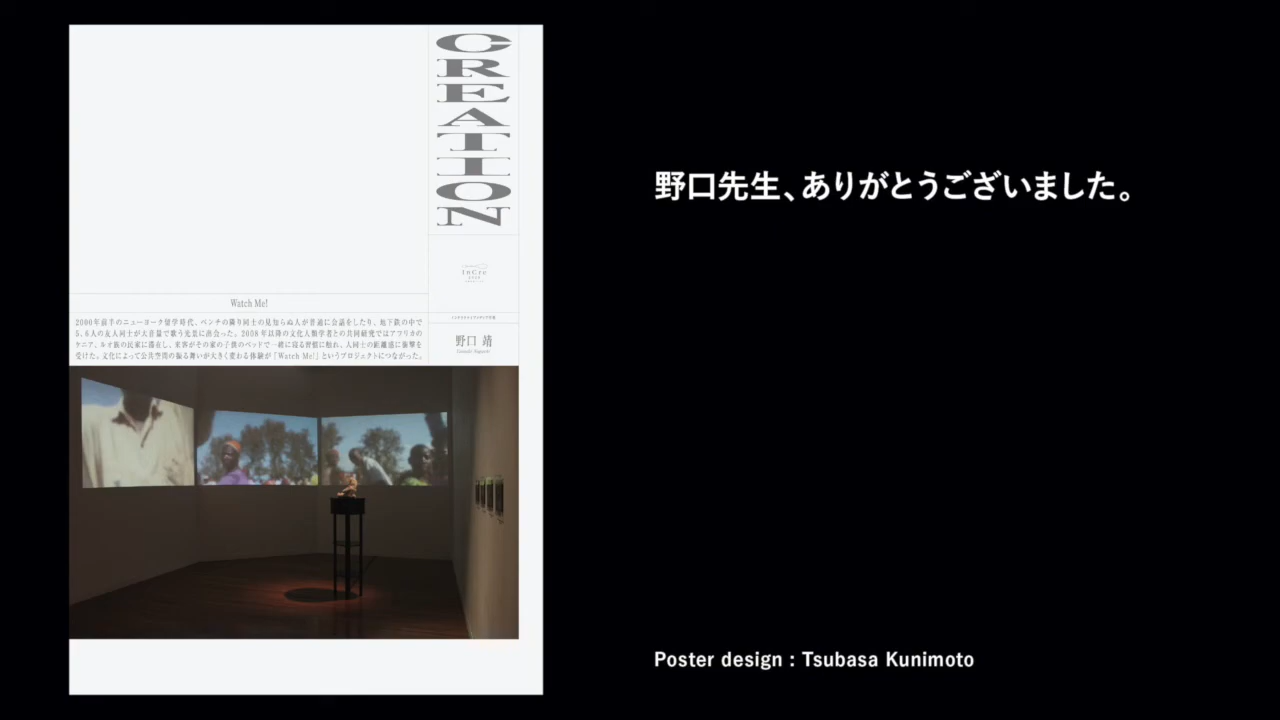 CREATION
InCre
Watch Me!
2000年前半のニューヨーク留学時代、ベンチの隣り同士の見知らぬ人が普通に会話をしたり、地下鉄の中で
5、6人の友人同士が大音量で歌う光景に出会った。2008年以降の文化人類学者との共同研究ではアフリカの
ケニア、ルオ族の民家に滞在し、来客がその家の子供のベッドで一緒に寝る習慣に触れ、人同士の距離感に衝撃を
受けた。文化によって公共空間の振る舞いが大きく変わる体験が「Watch Me!」というプロジェクトにつながった。
野口 靖
Yasushi Noguchi
野口先生、ありがとうございました。
Poster design : Tsubasa Kunimoto